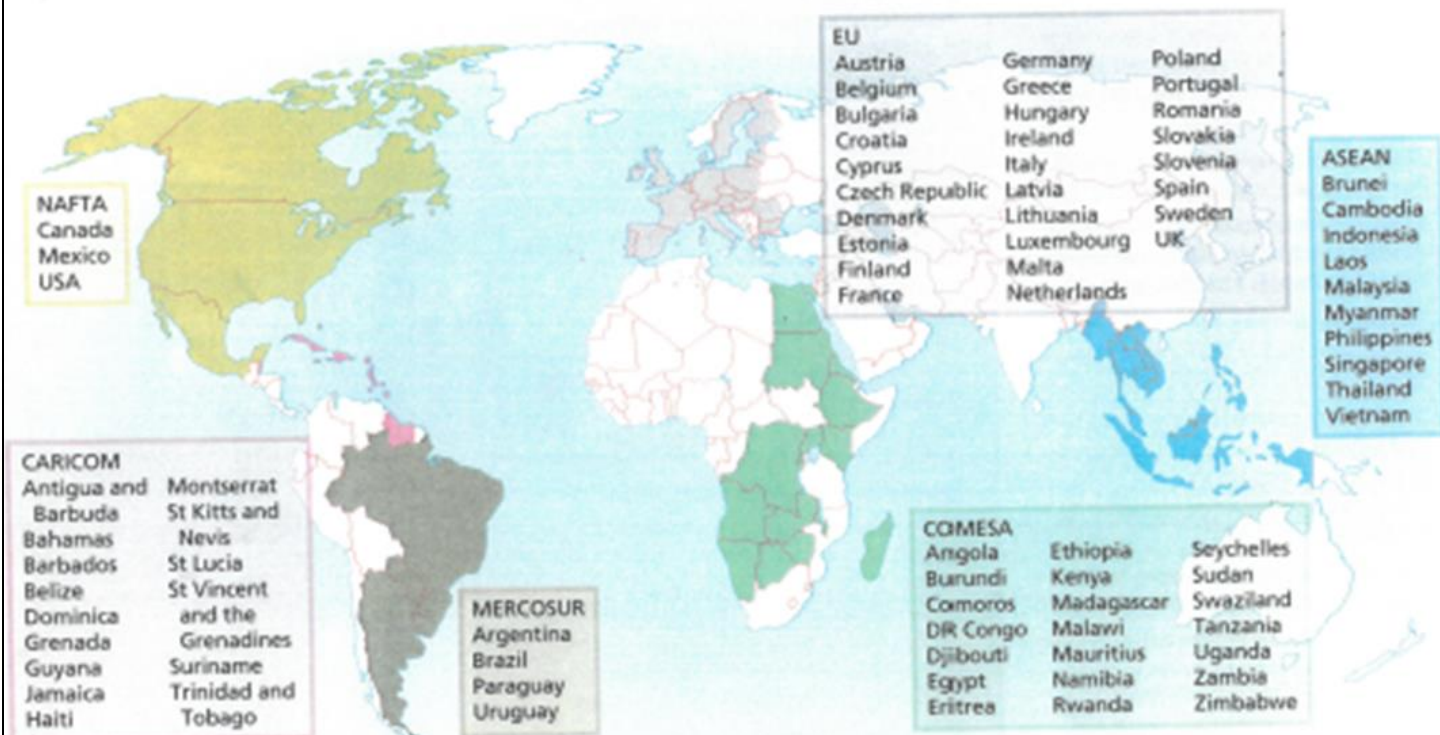 EU
Austria
Belgium
Bulgaria
Croatia
Cyprus
Czech Republic
Denmark
Estonia
Finland
France
Germany
Greece
Hungary
Ireland
Italy
Latvia
Lithuania
Luxembourg
Malta
Netherlands
Poland
Portugal
Romania
Slovakia
Slovenia
Spain
Sweden
UK
ASEAN
Brunei
Cambodia
Indonesia
Laos
Malaysia
Myanmar
Philippines
Singapore
Thailand
Vietnam
NAFTA
Canada
Mexico
USA
CARICOM
Antigua and
Barbuda
Bahamas
Barbados
Belize
Dominica
Grenada
Guyana
Jamaica
Haiti
Montserrat
St Kitts and
Nevis
St Lucia
St Vincent
and the
Grenadines
Suriname
Trinidad and
Tobago
MERCOSUR
Argentina
Brazil
Paraguay
Uruguay
COMESA
Angola
Burundi
Comoros
DR Congo
Djibouti
Egypt
Eritrea
Ethiopia
Kenya
Madagascar
Malawi
Mauritius
Namibia
Rwanda
Seychelles
Sudan
Swaziland
Tanzania
Uganda
Zambia
Zimbabwe